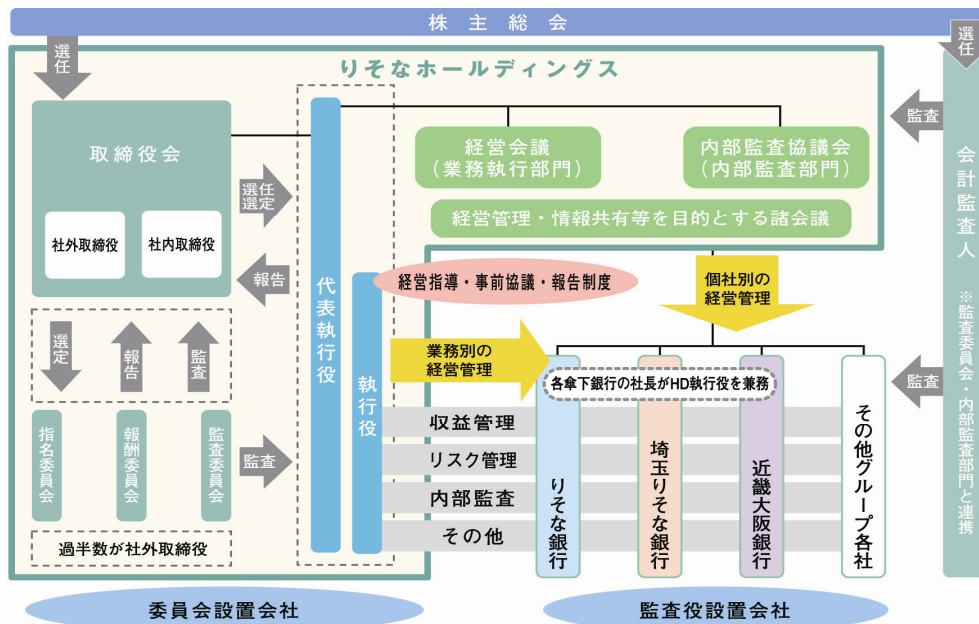 株主総会
選任
選任
りそなホールディングス
取締役会
社外取締役
社内取締役
選任
選定
報告
経営会議
(業務執行部門)
内部監査協議会
(内部監査部門)
経営管理・情報共有等を目的とする諸会議
監査
会計監査人
※監査委員会・内部監査部門と連携
代表執行役
執行役
経営指導・事前協議・報告制度
個社別の
経営管理
業務別の
経営管理
選定
報告
監査
指名委員会
報酬委員会
監査委員会
監査
過半数が社外取締役
各傘下銀行の社長がHD執行役を兼務
監査
収益管理
リスク管理
内部監査
その他
りそな銀行
埼玉りそな銀行
近畿大阪銀行
その他グループ各社
委員会設置会社
監査役設置会社